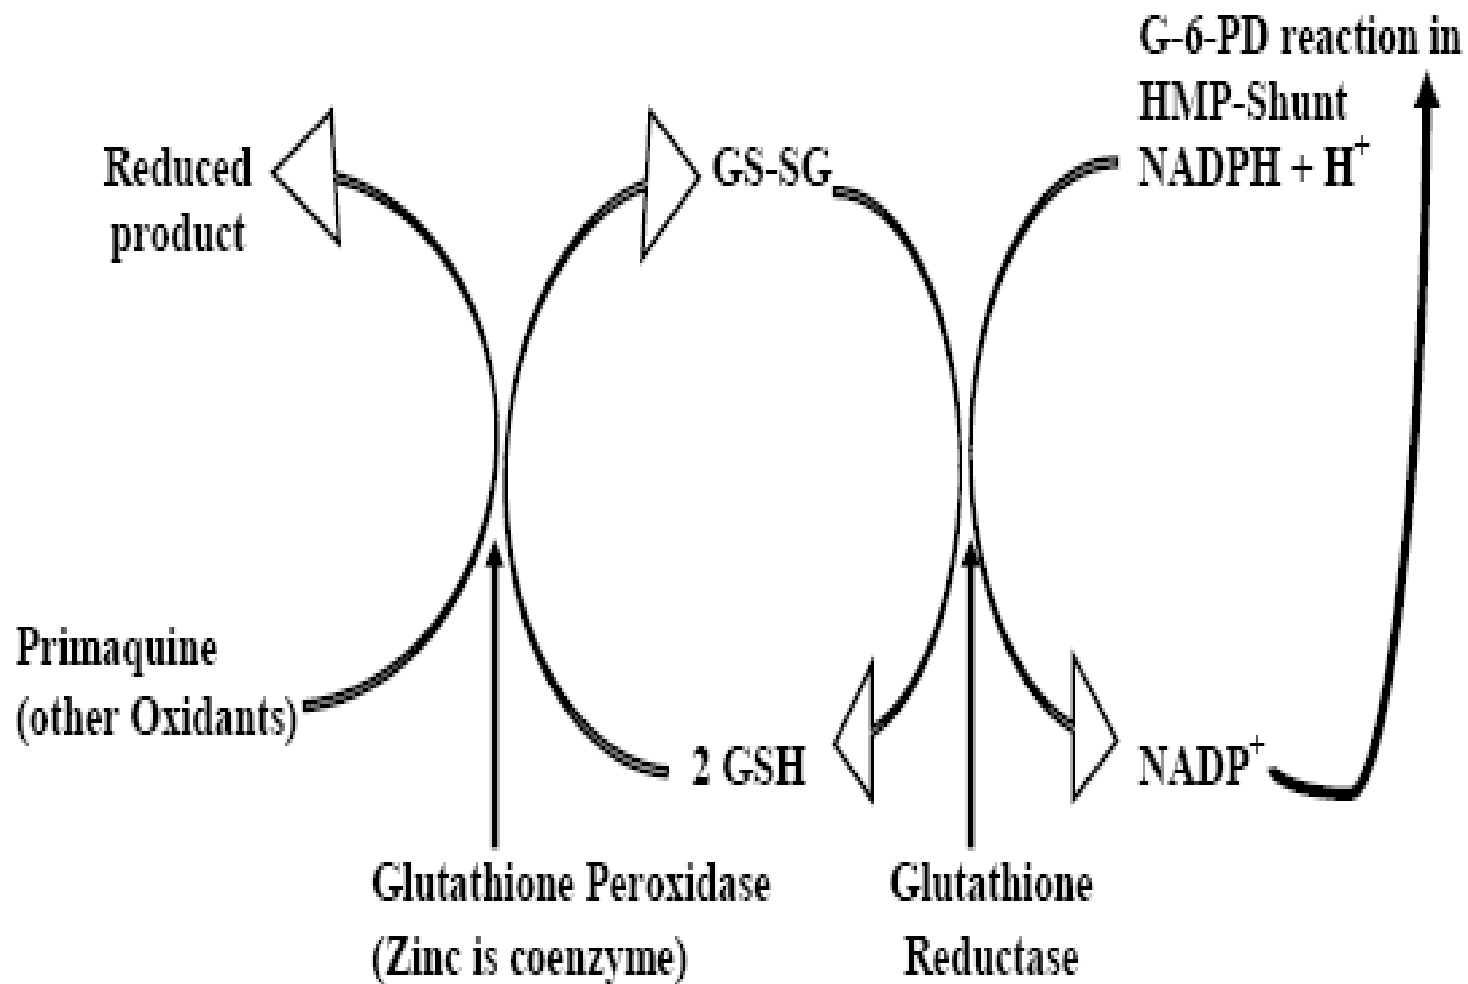 G-6-PD reaction in
HMP-Shunt
NADPH + H⁺
Reduced
product
GS-SG
Primaquine
(other Oxidants)
2 GSH
NADP⁺
Glutathione Peroxidase
(Zinc is coenzyme)
Glutathione
Reductase